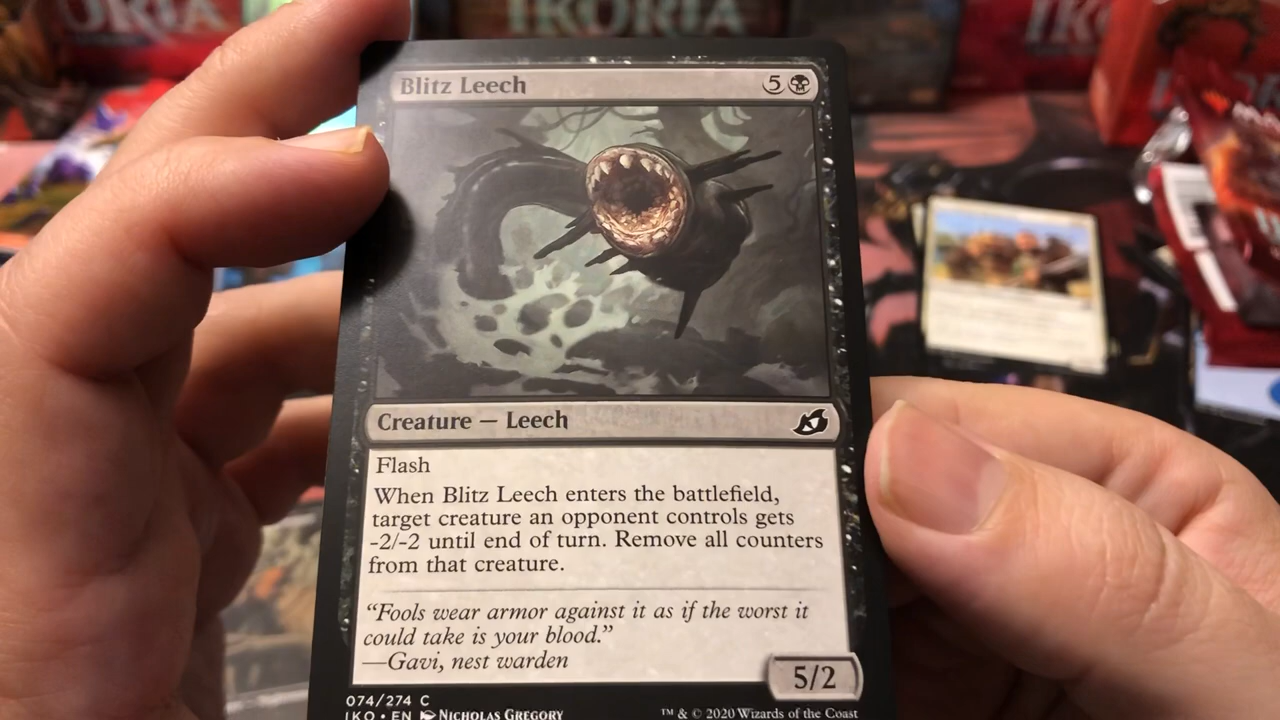 IKORIA
IKO
Blitz Leech
5
Creature — Leech
Flash
When Blitz Leech enters the battlefield,
target creature an opponent controls gets
-2/-2 until end of turn. Remove all counters
from that creature.
“Fools wear armor against it as if the worst it
could take is your blood.”
—Gavi, nest warden
5/2
074/274 C
IKO • EN NICHOLAS GREGORY
™ & © 2020 Wizards of the Coast